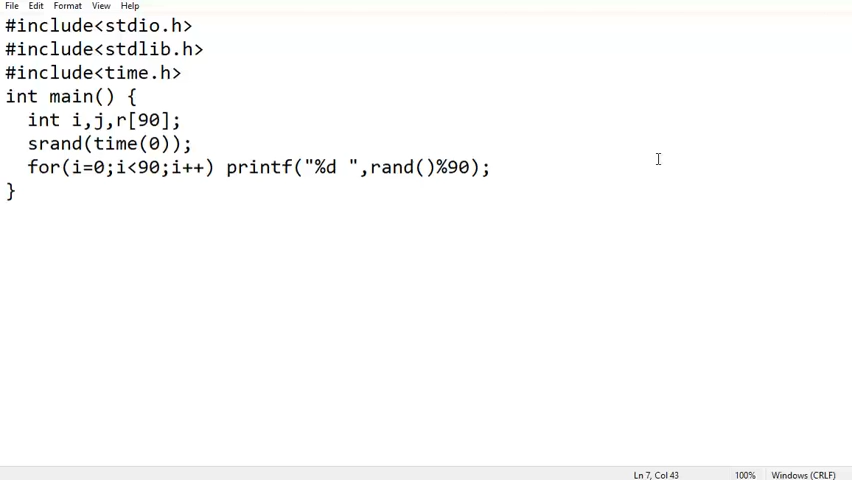 File Edit Format View Help
#include<stdio.h>
#include<stdlib.h>
#include<time.h>
int main() {
  int i,j,r[90];
  srand(time(0));
  for(i=0;i<90;i++) printf("%d ",rand()%90);
}
Ln 7, Col 43 100% Windows (CRLF)